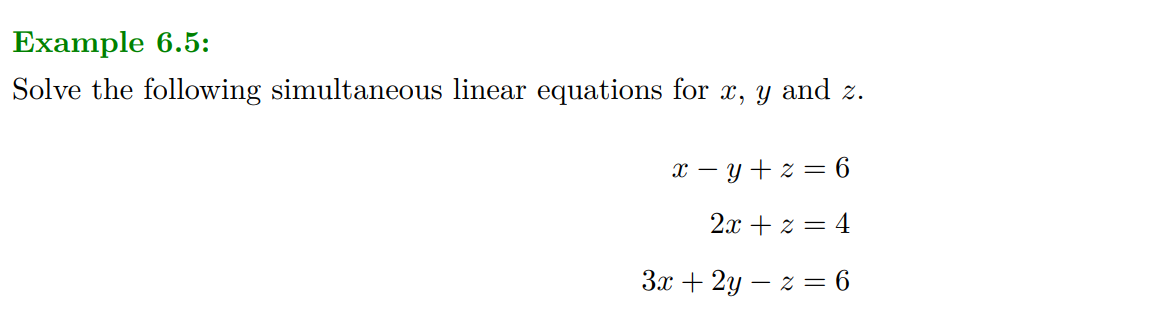 Example 6.5:
Solve the following simultaneous linear equations for x, y and z.
x − y + z = 6
2x + z = 4
3x + 2y − z = 6